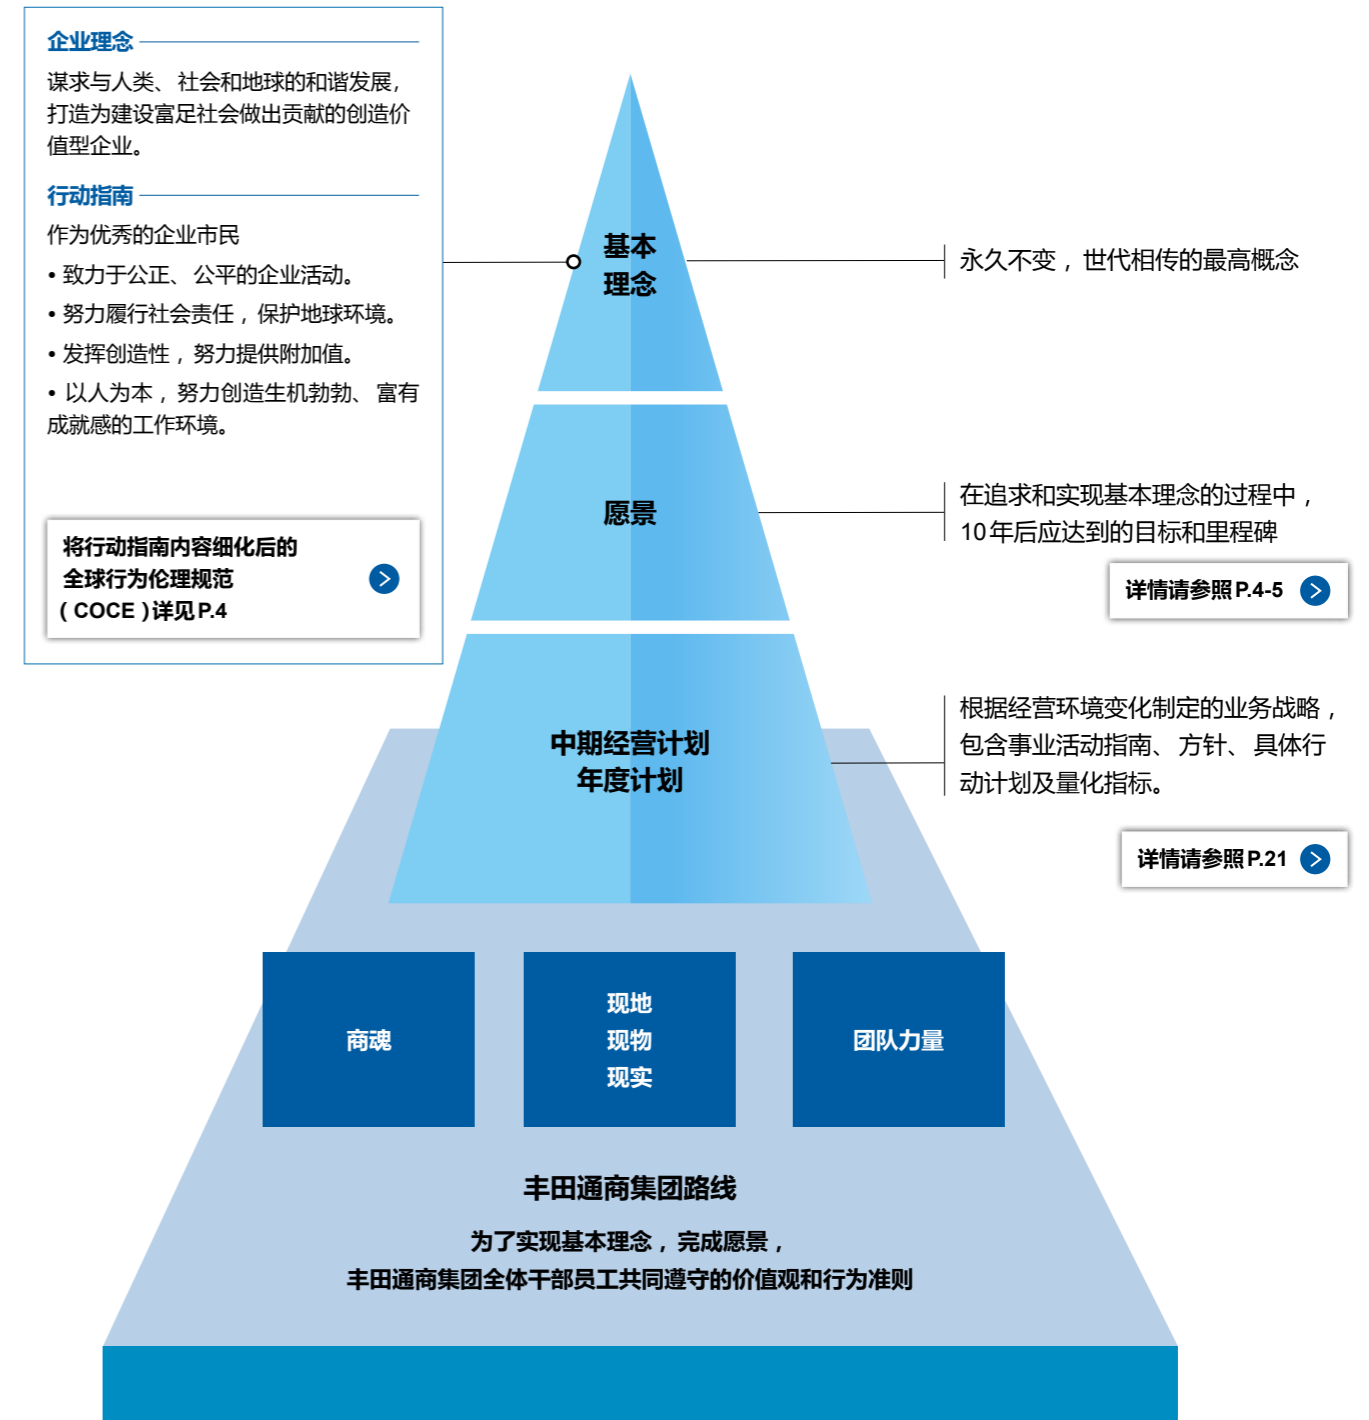 企业理念
谋求与人类、社会和地球的和谐发展，
打造为建设富足社会做出贡献的创造价
值型企业。
行动指南
作为优秀的企业市民
• 致力于公正、公平的企业活动。
• 努力履行社会责任，保护地球环境。
• 发挥创造性，努力提供附加值。
• 以人为本，努力创造生机勃勃、富有
成就感的工作环境。
将行动指南内容细化后的
全球行为伦理规范
（COCE）详见P.4
基本
理念
永久不变，世代相传的最高概念
愿景
在追求和实现基本理念的过程中，
10年后应达到的目标和里程碑
详情请参照P.4-5
中期经营计划
年度计划
根据经营环境变化制定的业务战略，
包含事业活动指南、方针、具体行
动计划及量化指标。
详情请参照P.21
商魂
现地
现物
现实
团队力量
丰田通商集团路线
为了实现基本理念，完成愿景，
丰田通商集团全体干部员工共同遵守的价值观和行为准则